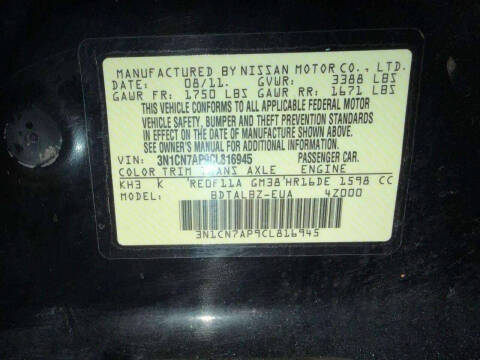 MANUFACTURED BY NISSAN MOTOR CO., LTD.
DATE: 08/11. GVWR: 3388 LBS
GAWR FR: 1750 LBS GAWR RR: 1671 LBS
THIS VEHICLE CONFORMS TO ALL APPLICABLE FEDERAL MOTOR
VEHICLE SAFETY, BUMPER AND THEFT PREVENTION STANDARDS
IN EFFECT ON THE DATE OF MANUFACTURE SHOWN ABOVE.
SEE OWNER'S MANUAL FOR ADDITIONAL INFORMATION.
VIN: 3N1CN7AP9CL816945 PASSENGER CAR.
COLOR TRIM TRANS AXLE ENGINE
KH3 K RE0F11A GM38 HR16DE 1598 CC
MODEL: BDTALBZ-EUA 4Z000
3N1CN7AP9CL816945